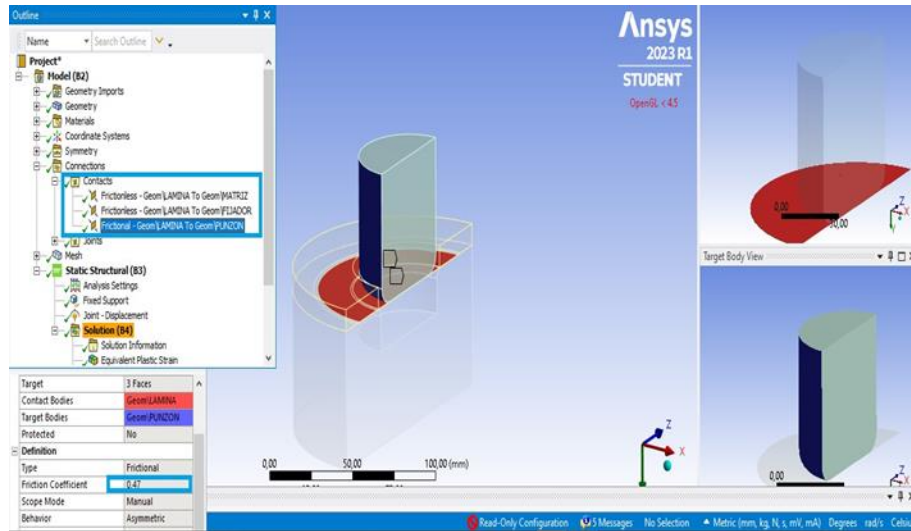 Outline
Name
Search Outline
Project*
Model (B2)
Geometry Imports
Geometry
Materials
Coordinate Systems
Symmetry
Connections
Contacts
Frictionless - Geom\LAMINA To Geom\MATRIZ
Frictionless - Geom\LAMINA To Geom\FIJADOR
Frictional - Geom\LAMINA To Geom\PUNZON
Joints
Mesh
Static Structural (B3)
Analysis Settings
Fixed Support
Joint - Displacement
Solution (B4)
Solution Information
Equivalent Plastic Strain
Target 3 Faces
Contact Bodies Geom\LAMINA
Target Bodies Geom\PUNZON
Protected No
Definition
Type Frictional
Friction Coefficient 0.47
Scope Mode Manual
Behavior Asymmetric
Ansys
2023 R1
STUDENT
OpenGL < 4.5
Z
X
0,00 50,00 100,00 (mm)
0,00
Z
X
Target Body View
0,00
Z
X
Read-Only Configuration 5 Messages No Selection Metric (mm, kg, N, s, mV, mA) Degrees rad/s